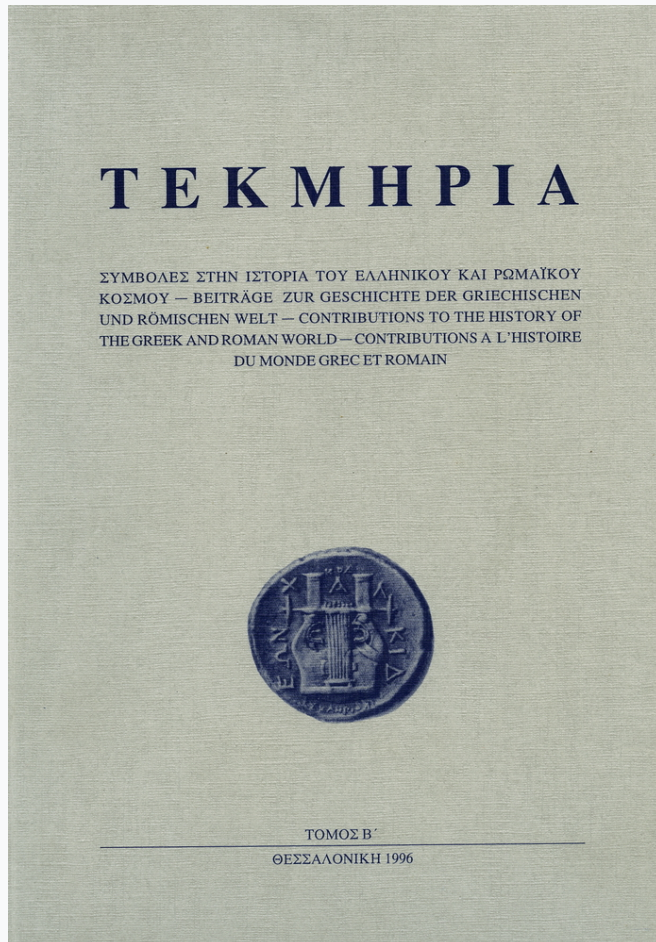 ΤΕΚΜΗΡΙΑ
ΣΥΜΒΟΛΕΣ ΣΤΗΝ ΙΣΤΟΡΙΑ ΤΟΥ ΕΛΛΗΝΙΚΟΥ ΚΑΙ ΡΩΜΑΪΚΟΥ
ΚΟΣΜΟΥ — BEITRÄGE ZUR GESCHICHTE DER GRIECHISCHEN
UND RÖMISCHEN WELT — CONTRIBUTIONS TO THE HISTORY OF
THE GREEK AND ROMAN WORLD — CONTRIBUTIONS A L’HISTOIRE
DU MONDE GREC ET ROMAIN
ΧΑΛΚΙΔ
ΕΩΝ
ΤΟΜΟΣ Β΄
ΘΕΣΣΑΛΟΝΙΚΗ 1996